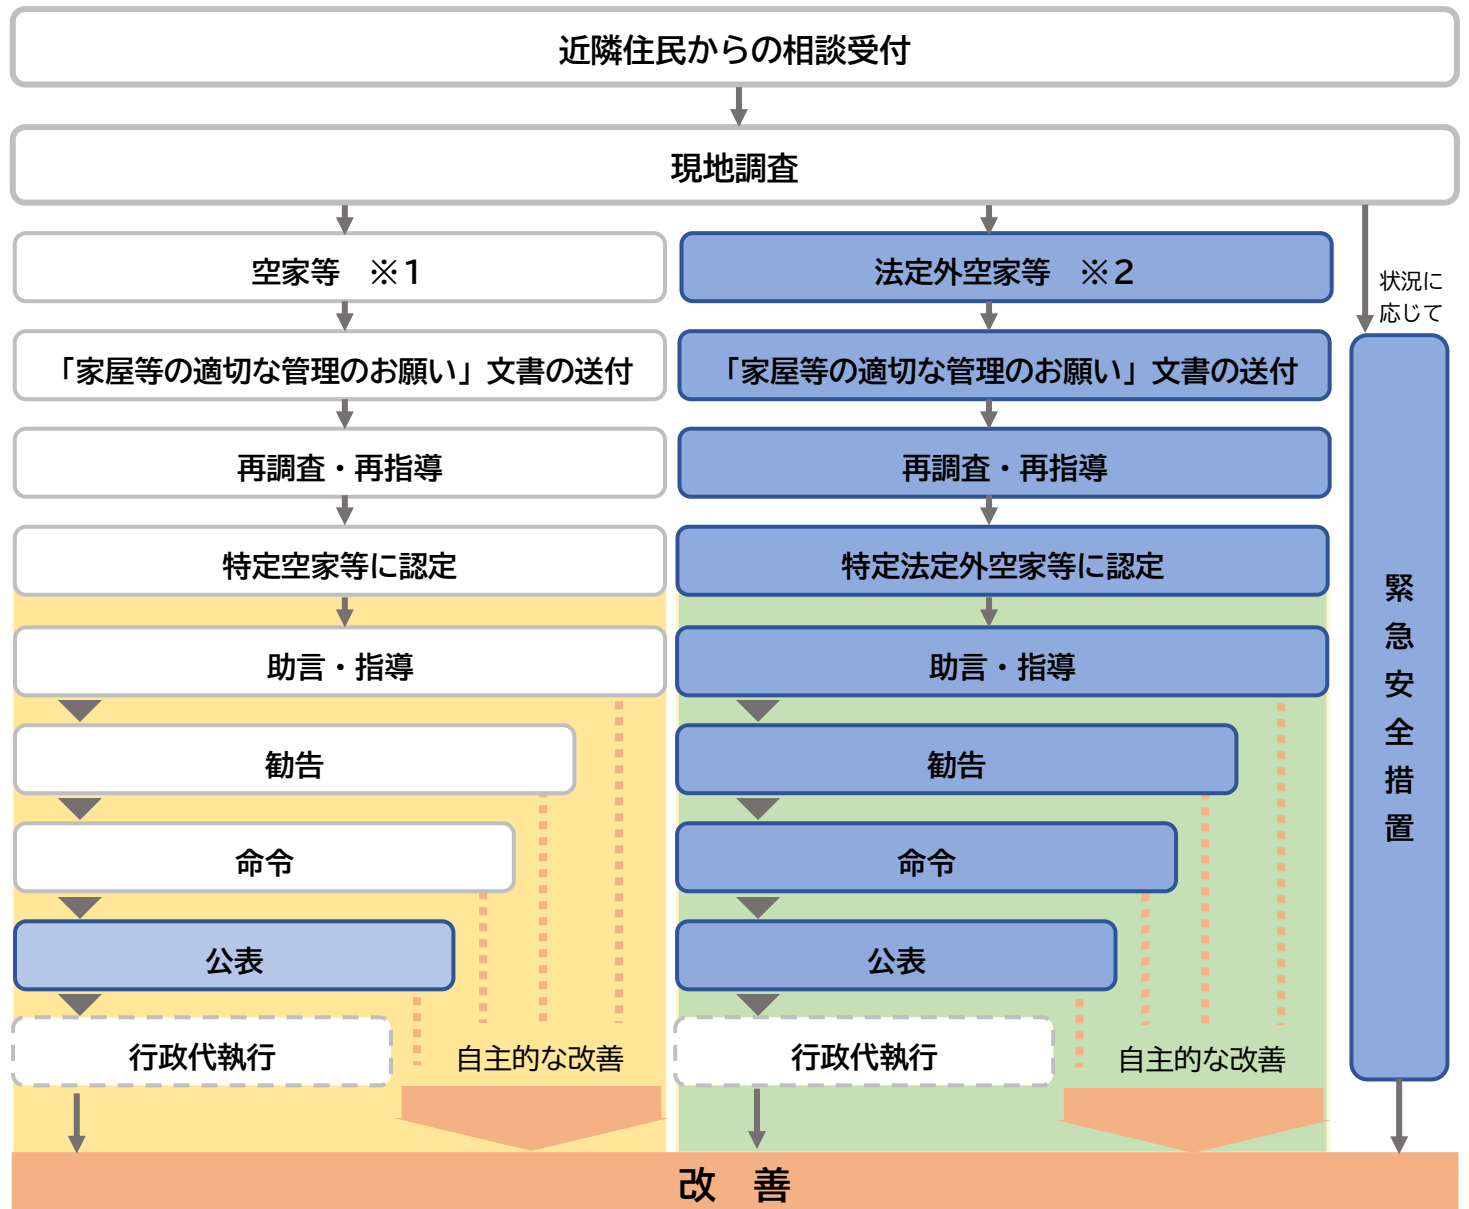 近隣住民からの相談受付
現地調査
空家等　※1
「家屋等の適切な管理のお願い」文書の送付
再調査・再指導
特定空家等に認定
助言・指導
勧告
命令
公表
行政代執行
自主的な改善
法定外空家等　※2
「家屋等の適切な管理のお願い」文書の送付
再調査・再指導
特定法定外空家等に認定
助言・指導
勧告
命令
公表
行政代執行
自主的な改善
状況に
応じて
緊急安全措置
改　善